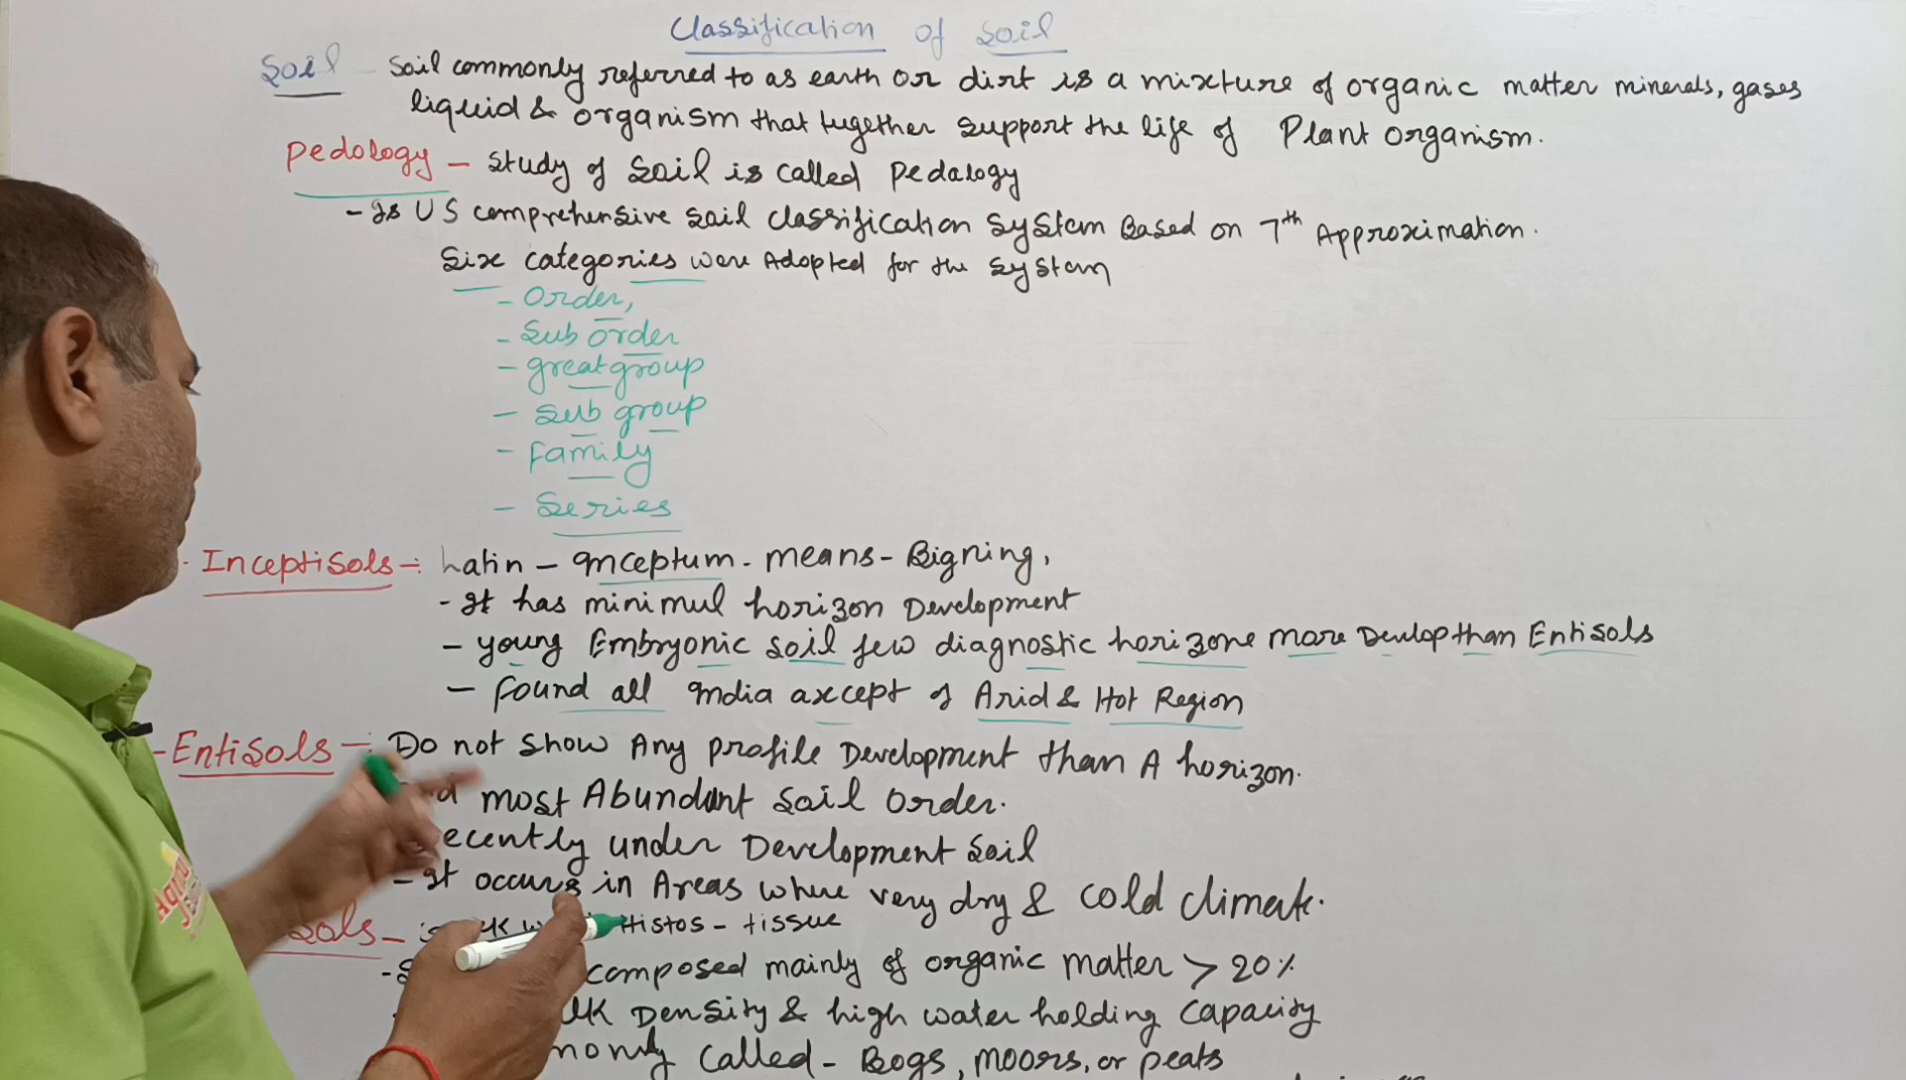 Classification of Soil
Soil - Soil commonly referred to as earth or dirt is a mixture of organic matter minerals, gases
liquid & organism that tugether support the life of Plant organism.
Pedology - Study of Soil is called Pedalogy
- Is US comprehensive Sail classification System Based on 7th Approximation.
Six categories were Adopted for the System
- Order,
- Sub order
- great group
- Sub group
- Family
- Series
Inceptisols -: Latin - Inceptum - means - Bigning,
- It has minimul horizon Development
- young Embryonic Soil few diagnostic horizone more Devlop than Entisols
- found all India axcept of Arid & Hot Region
- Entisols -: Do not show Any profile Development than A horizon.
most Abundant Sail order.
ecently under Development Soil
- It occurs in Areas where very dry & cold climate.
sols - Histos - tissue
composed mainly of organic matter > 20%
Density & high water holding capacity
called - Bogs, moors, or peats